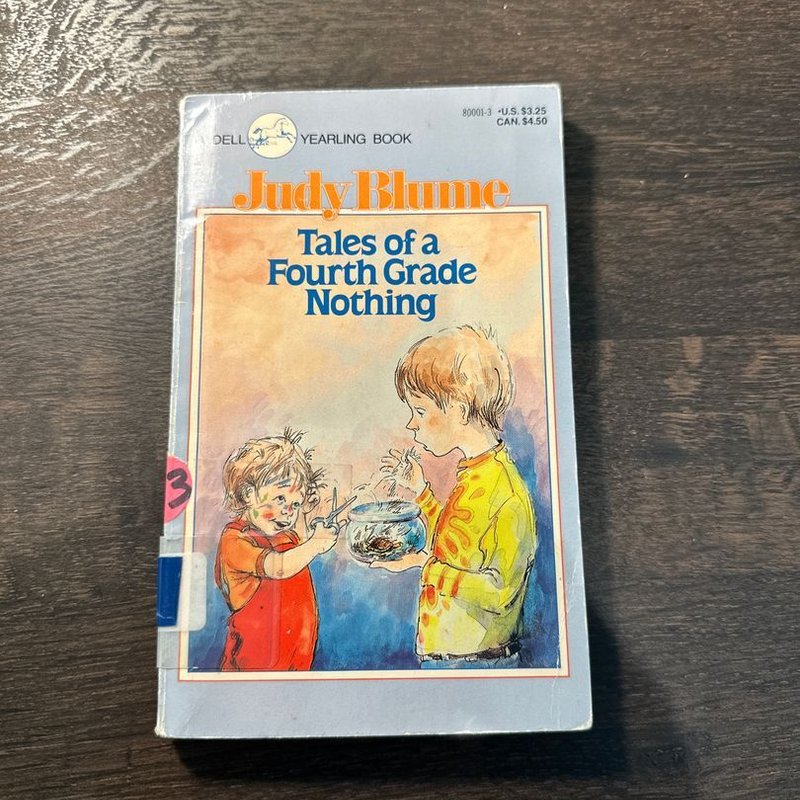 A DELL YEARLING BOOK
80001-3 *U.S. $3.25
CAN. $4.50
Judy Blume
Tales of a
Fourth Grade
Nothing
3